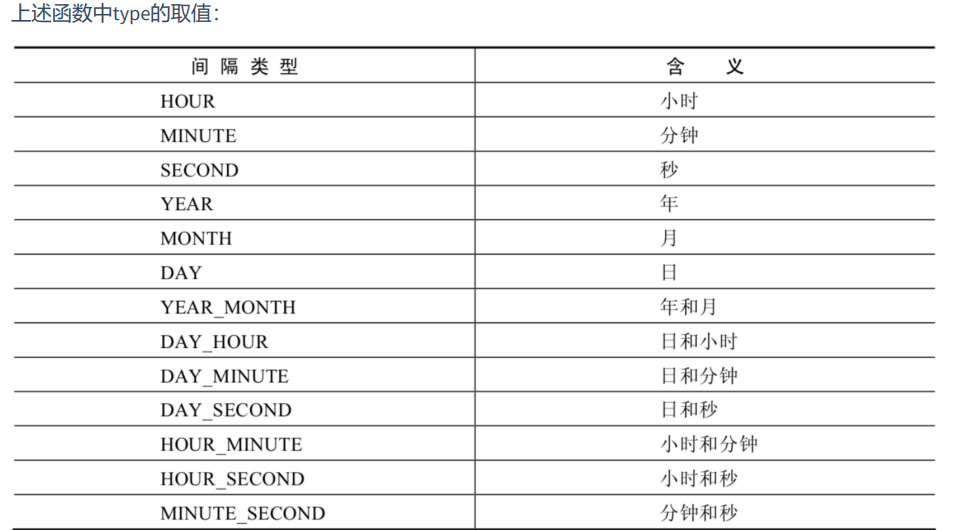 上述函数中type的取值：
间隔类型 含义
HOUR 小时
MINUTE 分钟
SECOND 秒
YEAR 年
MONTH 月
DAY 日
YEAR_MONTH 年和月
DAY_HOUR 日和小时
DAY_MINUTE 日和分钟
DAY_SECOND 日和秒
HOUR_MINUTE 小时和分钟
HOUR_SECOND 小时和秒
MINUTE_SECOND 分钟和秒